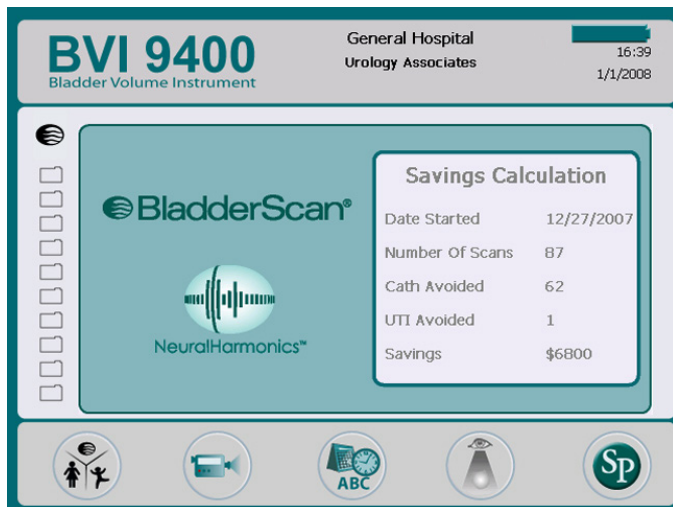 BVI 9400
Bladder Volume Instrument
General Hospital
Urology Associates
16:39
1/1/2008
BladderScan®
NeuralHarmonics™
Savings Calculation
Date Started 12/27/2007
Number Of Scans 87
Cath Avoided 62
UTI Avoided 1
Savings $6800
ABC
SP